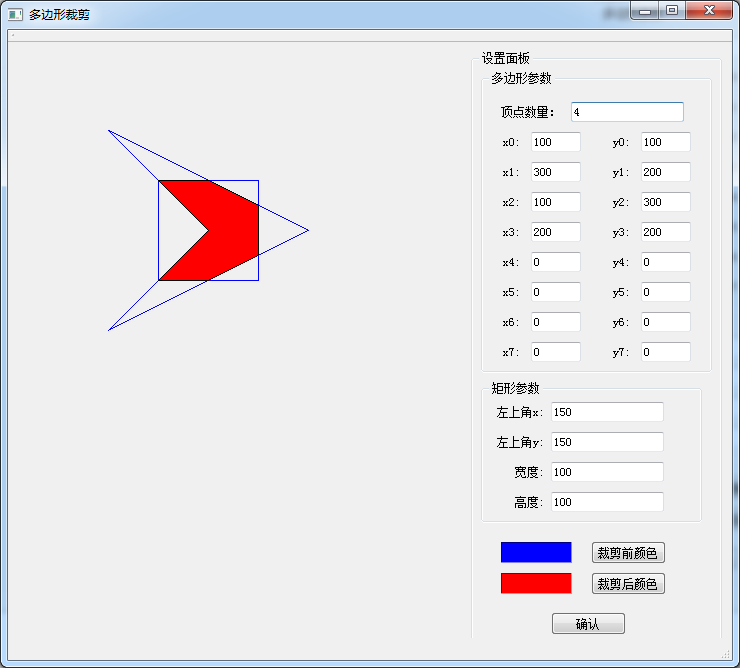 多边形裁剪
设置面板
多边形参数
顶点数量： 4
x0: 100 y0: 100
x1: 300 y1: 200
x2: 100 y2: 300
x3: 200 y3: 200
x4: 0 y4: 0
x5: 0 y5: 0
x6: 0 y6: 0
x7: 0 y7: 0
矩形参数
左上角x: 150
左上角y: 150
宽度: 100
高度: 100
裁剪前颜色
裁剪后颜色
确认